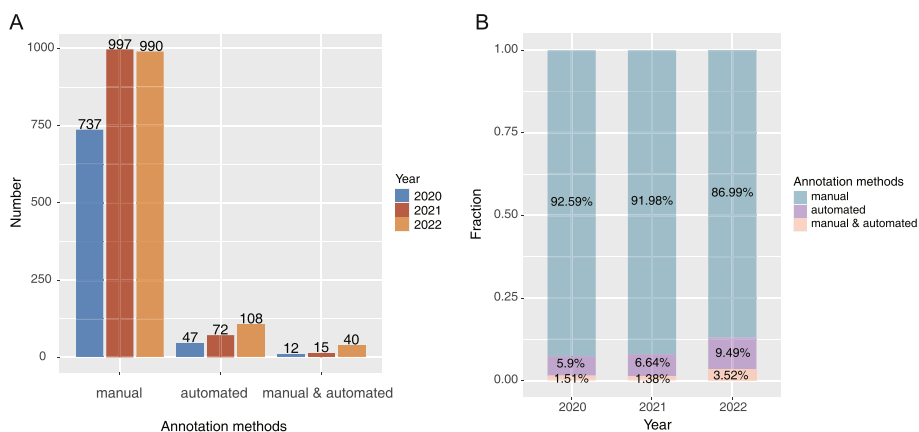 A
Number
1000
750
500
250
0
737
997
990
47
72
108
12
15
40
manual
automated
manual & automated
Annotation methods
Year
2020
2021
2022
B
Fraction
1.00
0.75
0.50
0.25
0.00
92.59%
91.98%
86.99%
5.9%
6.64%
9.49%
1.51%
1.38%
3.52%
2020
2021
2022
Year
Annotation methods
manual
automated
manual & automated